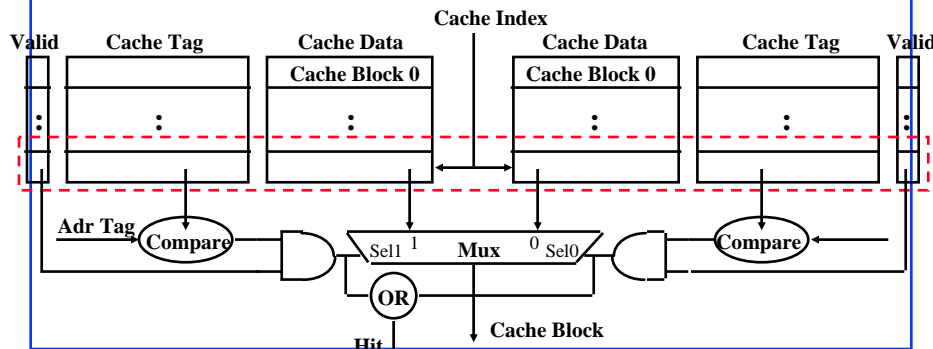 Cache Index
Valid Cache Tag Cache Data Cache Data Cache Tag Valid
Cache Block 0 Cache Block 0
: : : : : :
Adr Tag Compare Sel1 1 Mux 0 Sel0 Compare
OR
Cache Block
Hit